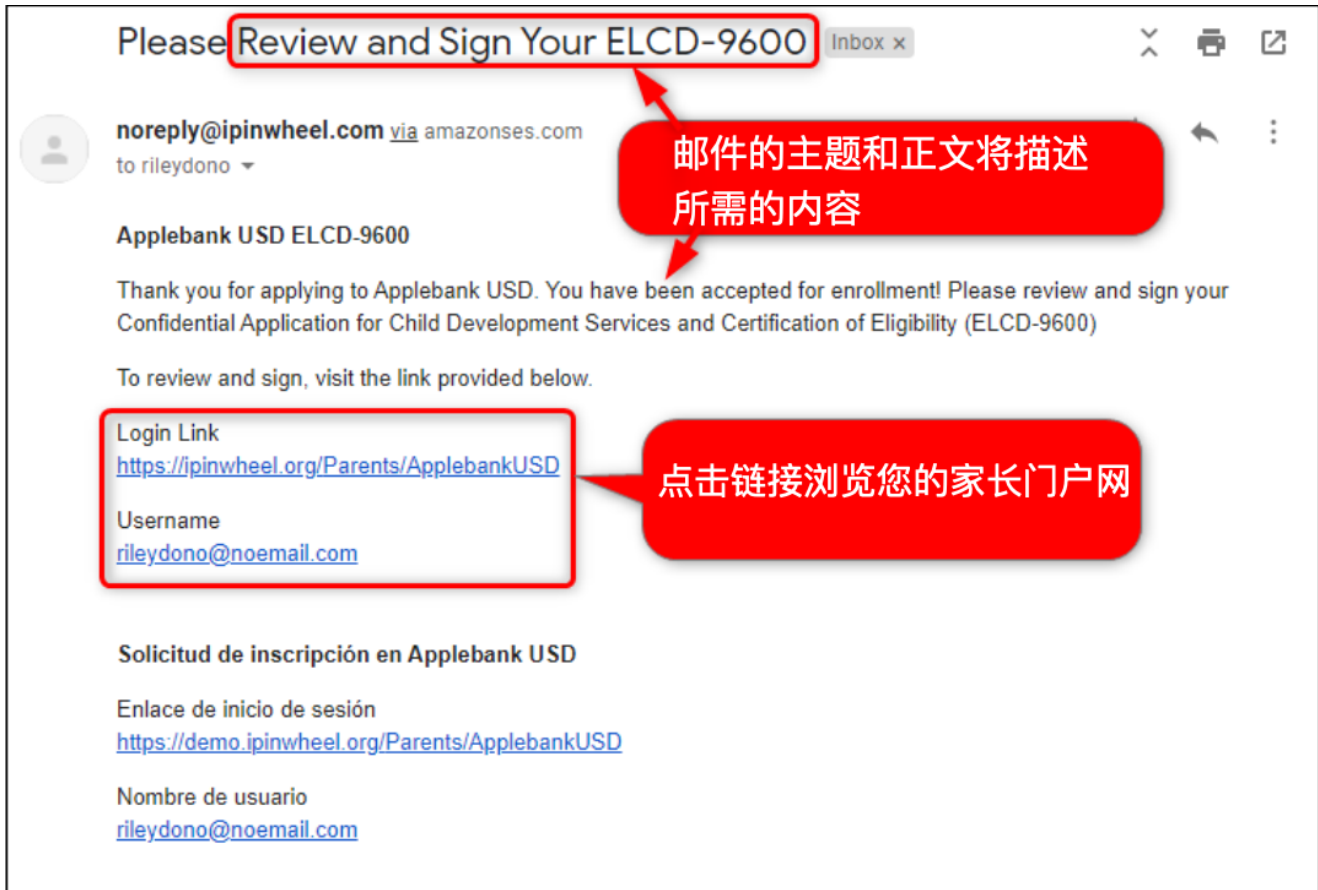 Please Review and Sign Your ELCD-9600 Inbox x
noreply@ipinwheel.com via amazonses.com
to rileydono
邮件的主题和正文将描述
所需的内容
Applebank USD ELCD-9600
Thank you for applying to Applebank USD. You have been accepted for enrollment! Please review and sign your
Confidential Application for Child Development Services and Certification of Eligibility (ELCD-9600)
To review and sign, visit the link provided below.
Login Link
https://ipinwheel.org/Parents/ApplebankUSD
点击链接浏览您的家长门户网
Username
rileydono@noemail.com
Solicitud de inscripción en Applebank USD
Enlace de inicio de sesión
https://demo.ipinwheel.org/Parents/ApplebankUSD
Nombre de usuario
rileydono@noemail.com